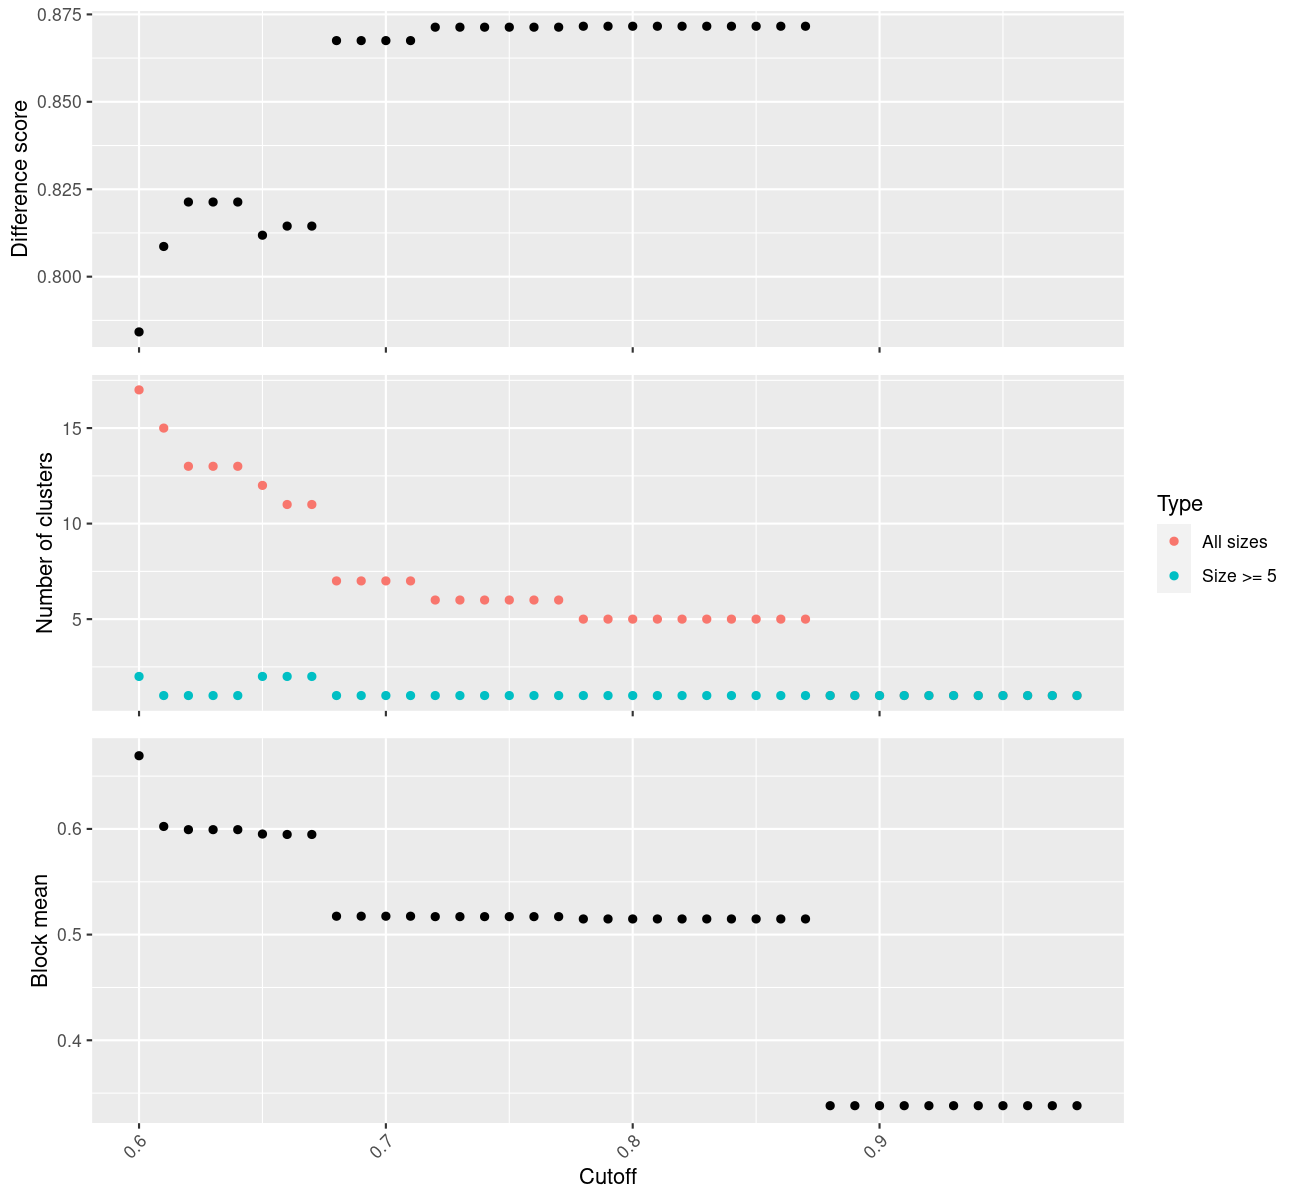 0.875
0.850
0.825
0.800
Difference score
15
10
5
Number of clusters
Type
All sizes
Size >= 5
0.6
0.5
0.4
Block mean
0.6
0.7
0.8
0.9
Cutoff